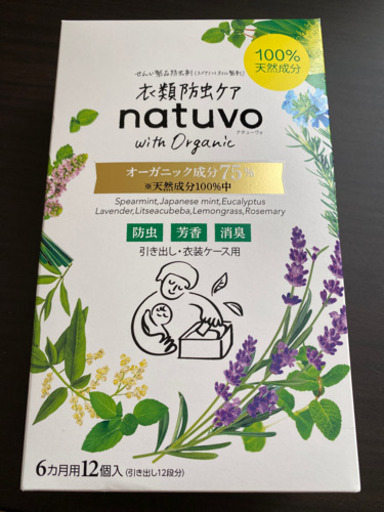 せんい製品防虫剤(スペアミントオイル製剤)
100%
天然成分
衣類防虫ケア
natuvo
ナチューヴォ
with Organic
オーガニック成分75%
※天然成分100%中
Spearmint,Japanese mint,Eucalyptus
Lavender,Litseacubeba,Lemongrass,Rosemary
防虫 芳香 消臭
引き出し・衣装ケース用
6カ月用12個入(引き出し12段分)